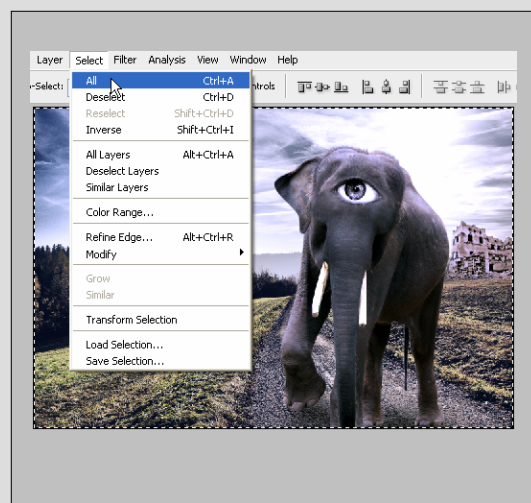 Layer Select Filter Analysis View Window Help
-Select: ntrols
All Ctrl+A
Deselect Ctrl+D
Reselect Shift+Ctrl+D
Inverse Shift+Ctrl+I
All Layers Alt+Ctrl+A
Deselect Layers
Similar Layers
Color Range...
Refine Edge... Alt+Ctrl+R
Modify
Grow
Similar
Transform Selection
Load Selection...
Save Selection...